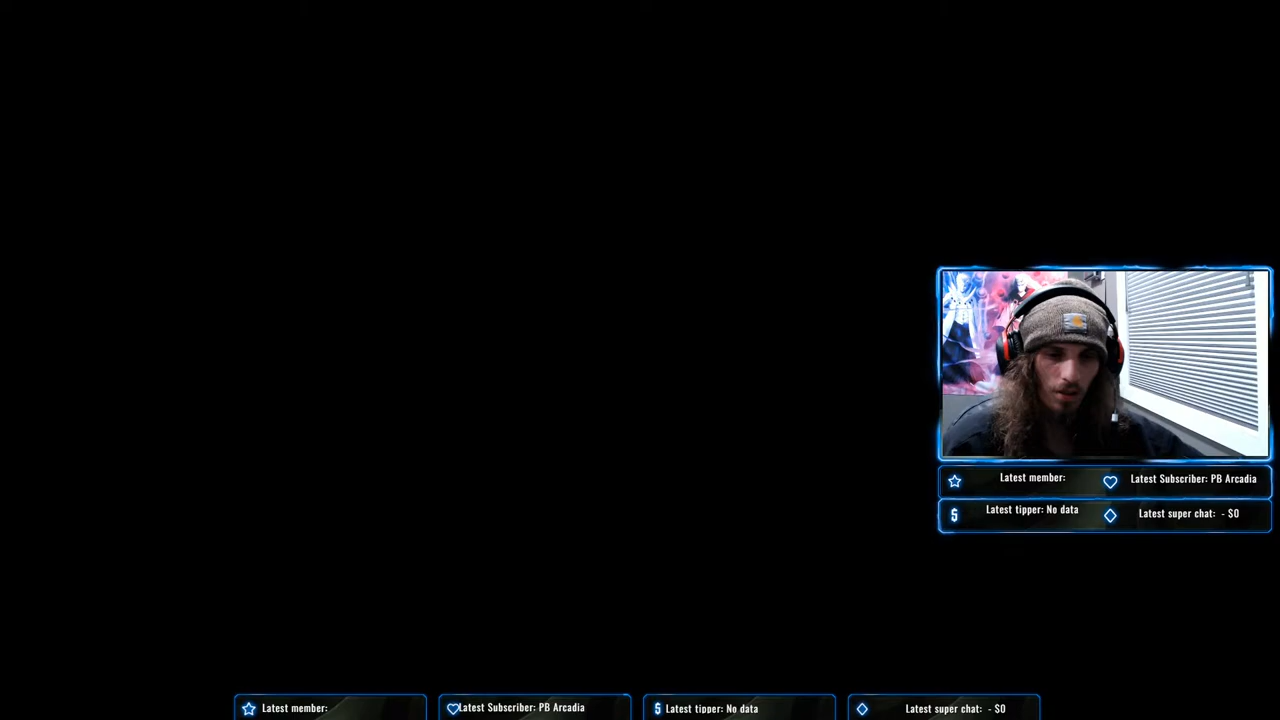 Latest member:
Latest Subscriber: PB Arcadia
Latest tipper: No data
Latest super chat: - $0
Latest member:
Latest Subscriber: PB Arcadia
$ Latest tipper: No data
Latest super chat: - $0